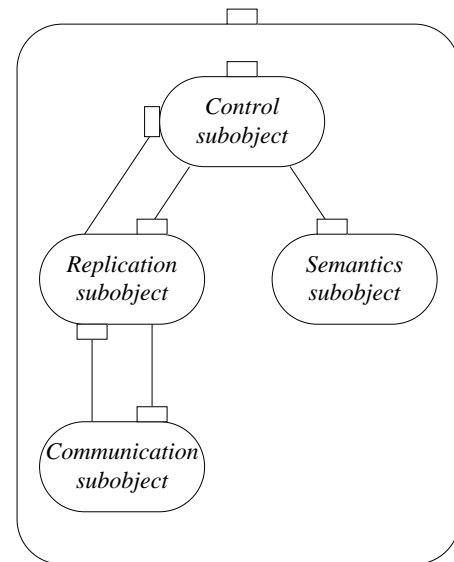 Control
subobject
Replication
subobject
Semantics
subobject
Communication
subobject